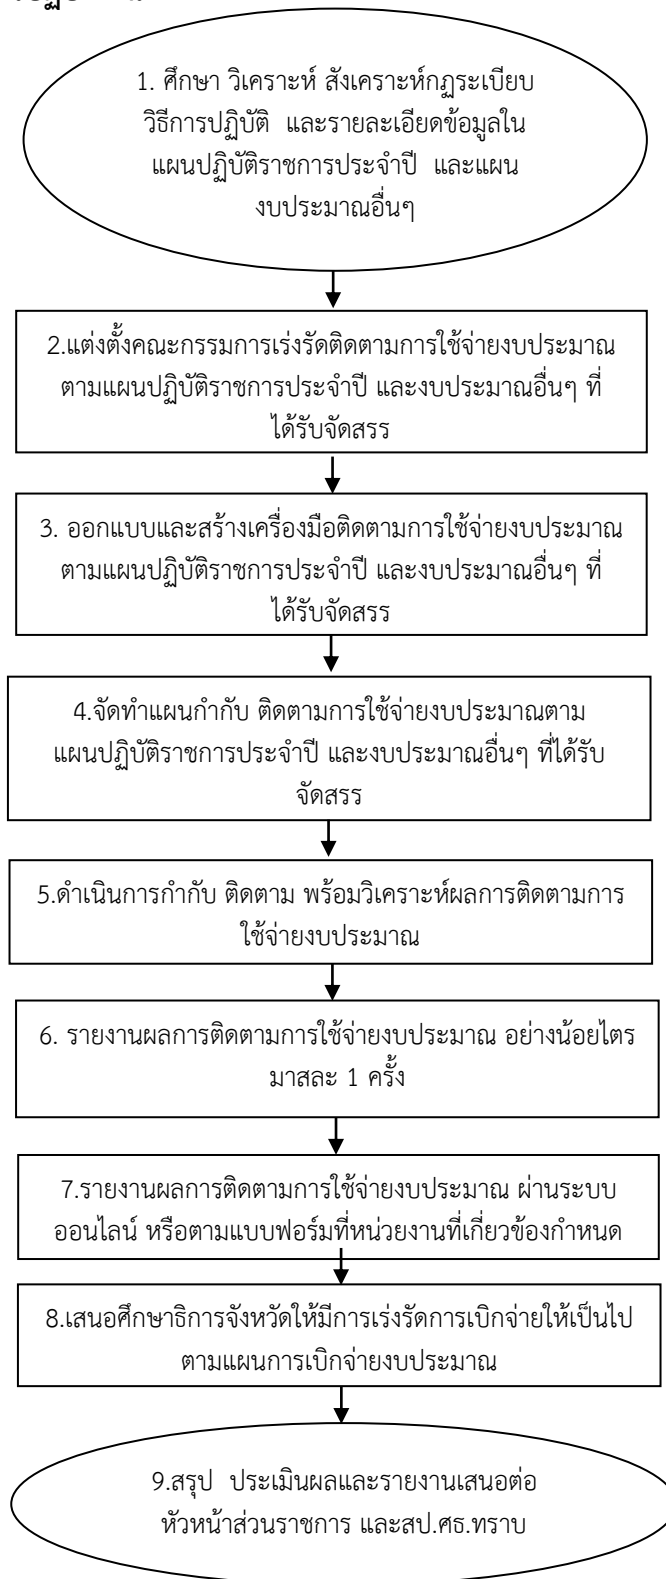 1. ศึกษา วิเคราะห์ สังเคราะห์กฎระเบียบ
วิธีการปฏิบัติ และรายละเอียดข้อมูลใน
แผนปฏิบัติราชการประจำปี และแผน
งบประมาณอื่นๆ
2.แต่งตั้งคณะกรรมการเร่งรัดติดตามการใช้จ่ายงบประมาณ
ตามแผนปฏิบัติราชการประจำปี และงบประมาณอื่นๆ ที่
ได้รับจัดสรร
3. ออกแบบและสร้างเครื่องมือติดตามการใช้จ่ายงบประมาณ
ตามแผนปฏิบัติราชการประจำปี และงบประมาณอื่นๆ ที่
ได้รับจัดสรร
4.จัดทำแผนกำกับ ติดตามการใช้จ่ายงบประมาณตาม
แผนปฏิบัติราชการประจำปี และงบประมาณอื่นๆ ที่ได้รับ
จัดสรร
5.ดำเนินการกำกับ ติดตาม พร้อมวิเคราะห์ผลการติดตามการ
ใช้จ่ายงบประมาณ
6. รายงานผลการติดตามการใช้จ่ายงบประมาณ อย่างน้อยไตร
มาสละ 1 ครั้ง
7.รายงานผลการติดตามการใช้จ่ายงบประมาณ ผ่านระบบ
ออนไลน์ หรือตามแบบฟอร์มที่หน่วยงานที่เกี่ยวข้องกำหนด
8.เสนอศึกษาธิการจังหวัดให้มีการเร่งรัดการเบิกจ่ายให้เป็นไป
ตามแผนการเบิกจ่ายงบประมาณ
9.สรุป ประเมินผลและรายงานเสนอต่อ
หัวหน้าส่วนราชการ และสป.ศธ.ทราบ